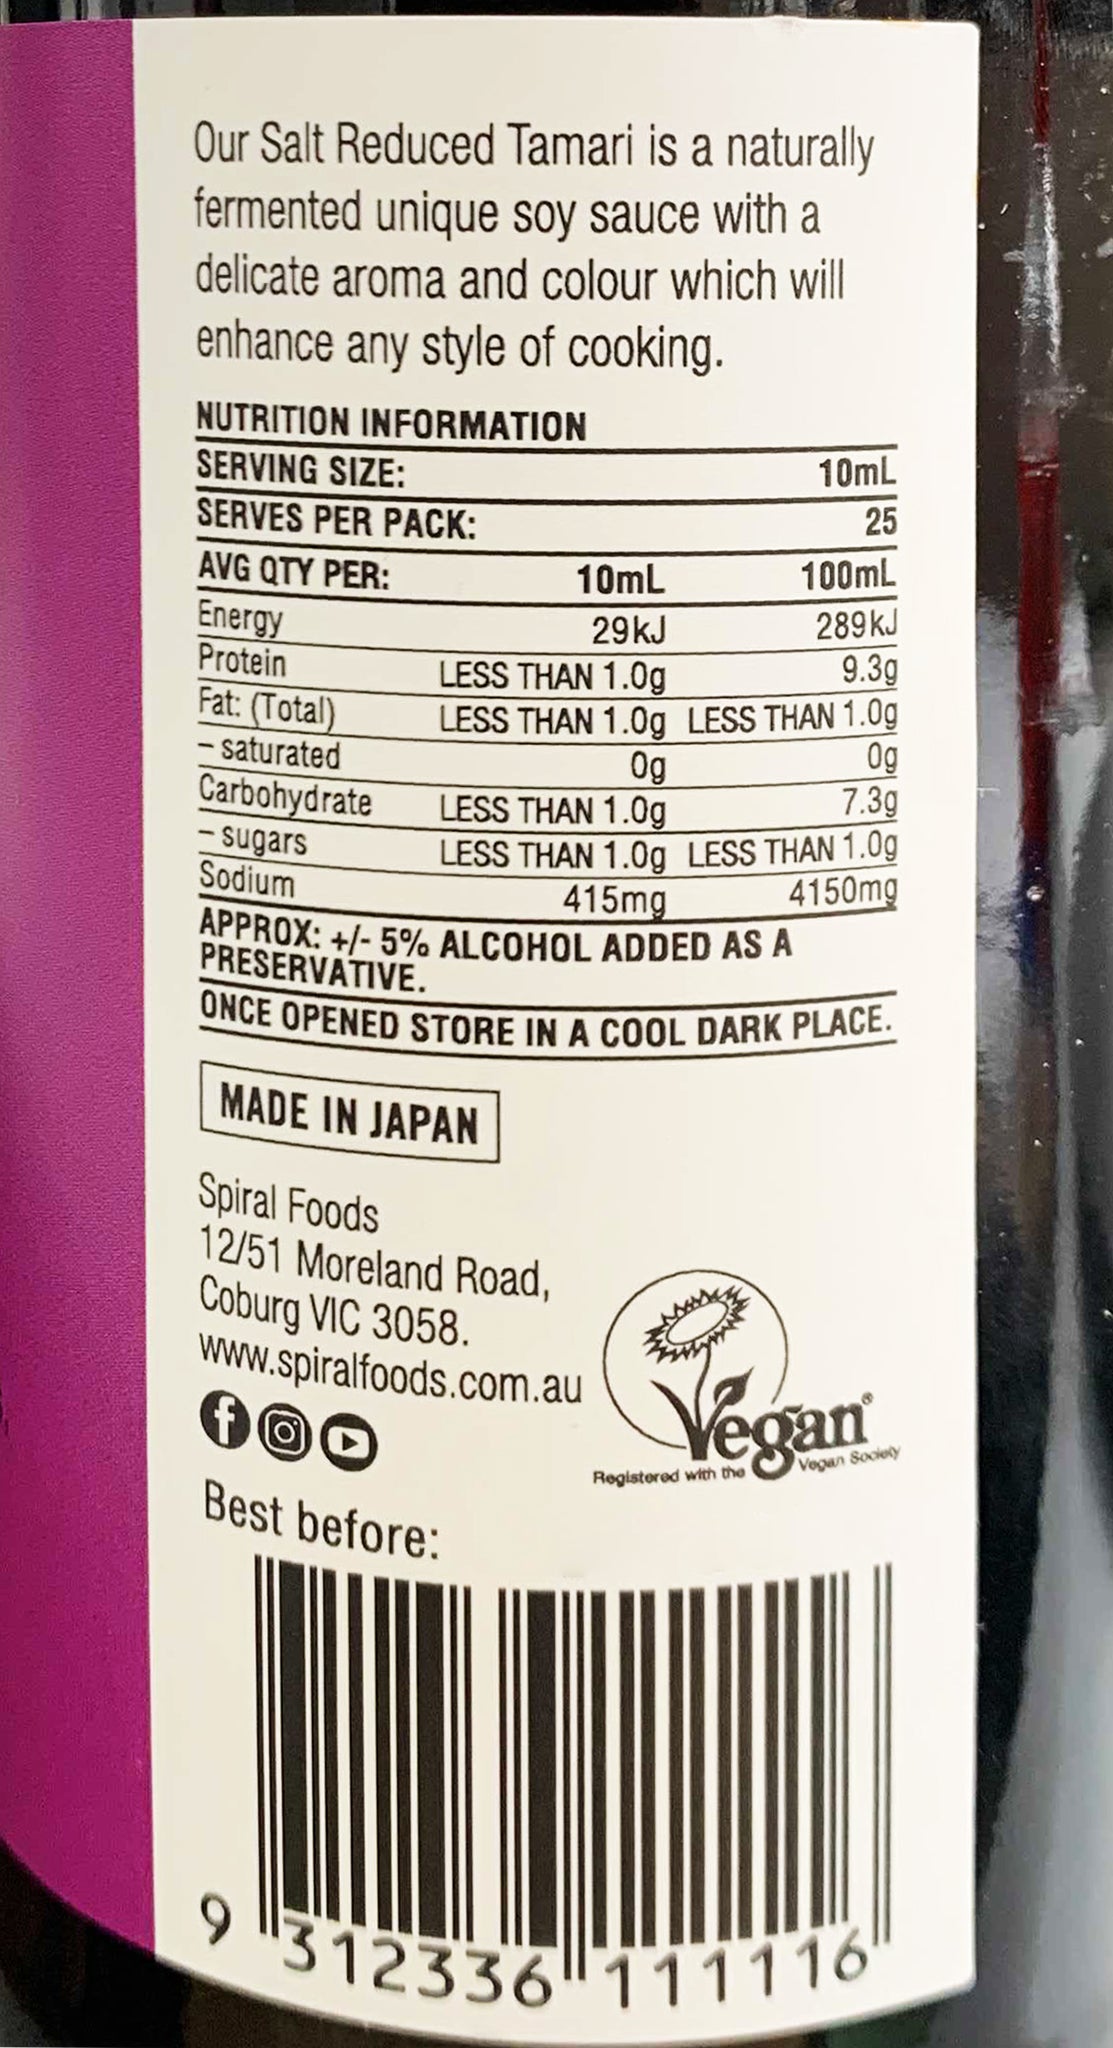 Our Salt Reduced Tamari is a naturally
fermented unique soy sauce with a
delicate aroma and colour which will
enhance any style of cooking.
NUTRITION INFORMATION
SERVING SIZE: 10mL
SERVES PER PACK: 25
AVG QTY PER: 10mL 100mL
Energy 29kJ 289kJ
Protein LESS THAN 1.0g 9.3g
Fat: (Total) LESS THAN 1.0g LESS THAN 1.0g
– saturated 0g 0g
Carbohydrate LESS THAN 1.0g 7.3g
– sugars LESS THAN 1.0g LESS THAN 1.0g
Sodium 415mg 4150mg
APPROX: +/- 5% ALCOHOL ADDED AS A
PRESERVATIVE.
ONCE OPENED STORE IN A COOL DARK PLACE.
MADE IN JAPAN
Spiral Foods
12/51 Moreland Road,
Coburg VIC 3058.
www.spiralfoods.com.au
Vegan®
Registered with the Vegan Society
Best before:
9 312336 111116